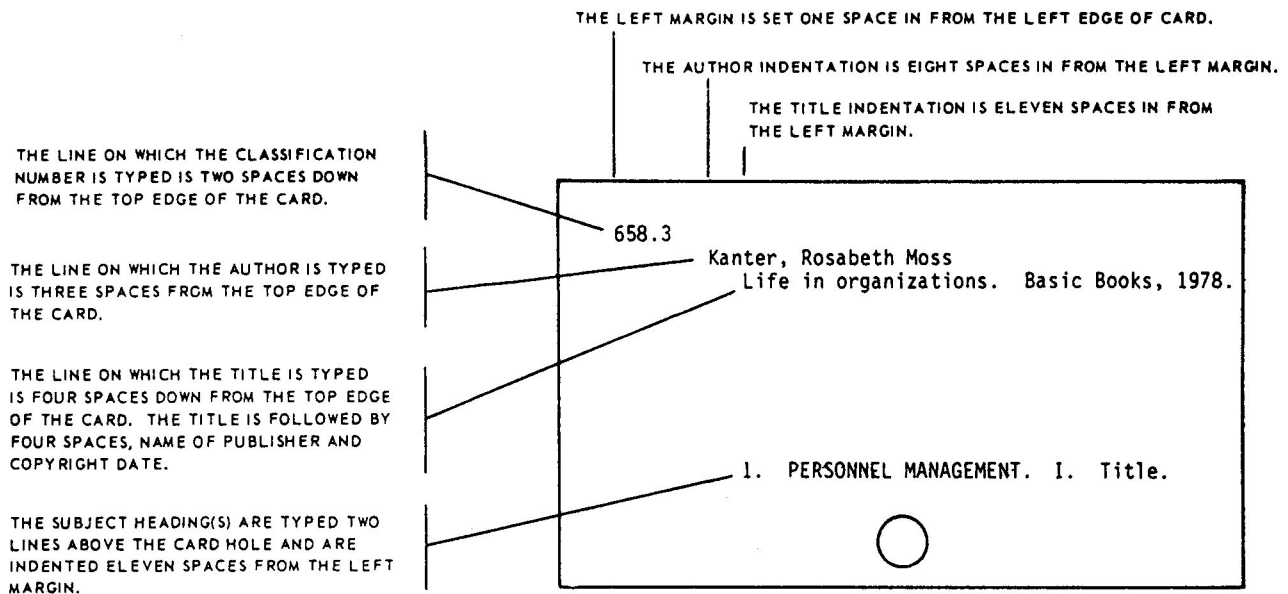 THE LEFT MARGIN IS SET ONE SPACE IN FROM THE LEFT EDGE OF CARD.
THE AUTHOR INDENTATION IS EIGHT SPACES IN FROM THE LEFT MARGIN.
THE TITLE INDENTATION IS ELEVEN SPACES IN FROM
THE LEFT MARGIN.
THE LINE ON WHICH THE CLASSIFICATION
NUMBER IS TYPED IS TWO SPACES DOWN
FROM THE TOP EDGE OF THE CARD.
THE LINE ON WHICH THE AUTHOR IS TYPED
IS THREE SPACES FROM THE TOP EDGE OF
THE CARD.
THE LINE ON WHICH THE TITLE IS TYPED
IS FOUR SPACES DOWN FROM THE TOP EDGE
OF THE CARD. THE TITLE IS FOLLOWED BY
FOUR SPACES, NAME OF PUBLISHER AND
COPYRIGHT DATE.
THE SUBJECT HEADING(S) ARE TYPED TWO
LINES ABOVE THE CARD HOLE AND ARE
INDENTED ELEVEN SPACES FROM THE LEFT
MARGIN.
658.3
Kanter, Rosabeth Moss
Life in organizations. Basic Books, 1978.
1. PERSONNEL MANAGEMENT. I. Title.